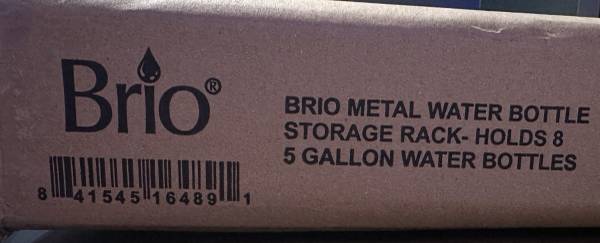 Brio®
BRIO METAL WATER BOTTLE
STORAGE RACK- HOLDS 8
5 GALLON WATER BOTTLES
8 41545 16489 1